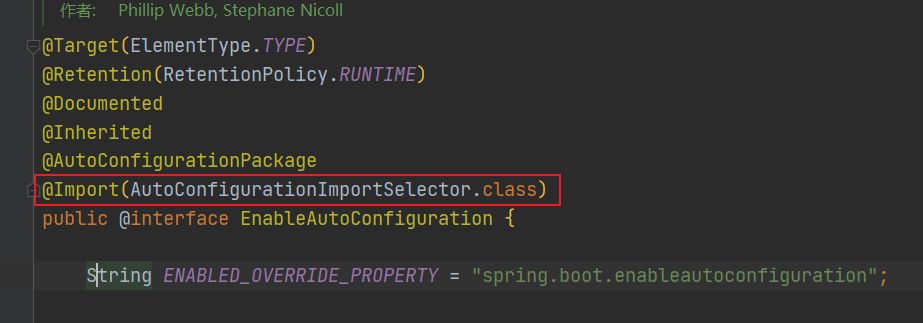 作者: Phillip Webb, Stephane Nicoll
@Target(ElementType.TYPE)
@Retention(RetentionPolicy.RUNTIME)
@Documented
@Inherited
@AutoConfigurationPackage
@Import(AutoConfigurationImportSelector.class)
public @interface EnableAutoConfiguration {
String ENABLED_OVERRIDE_PROPERTY = "spring.boot.enableautoconfiguration";